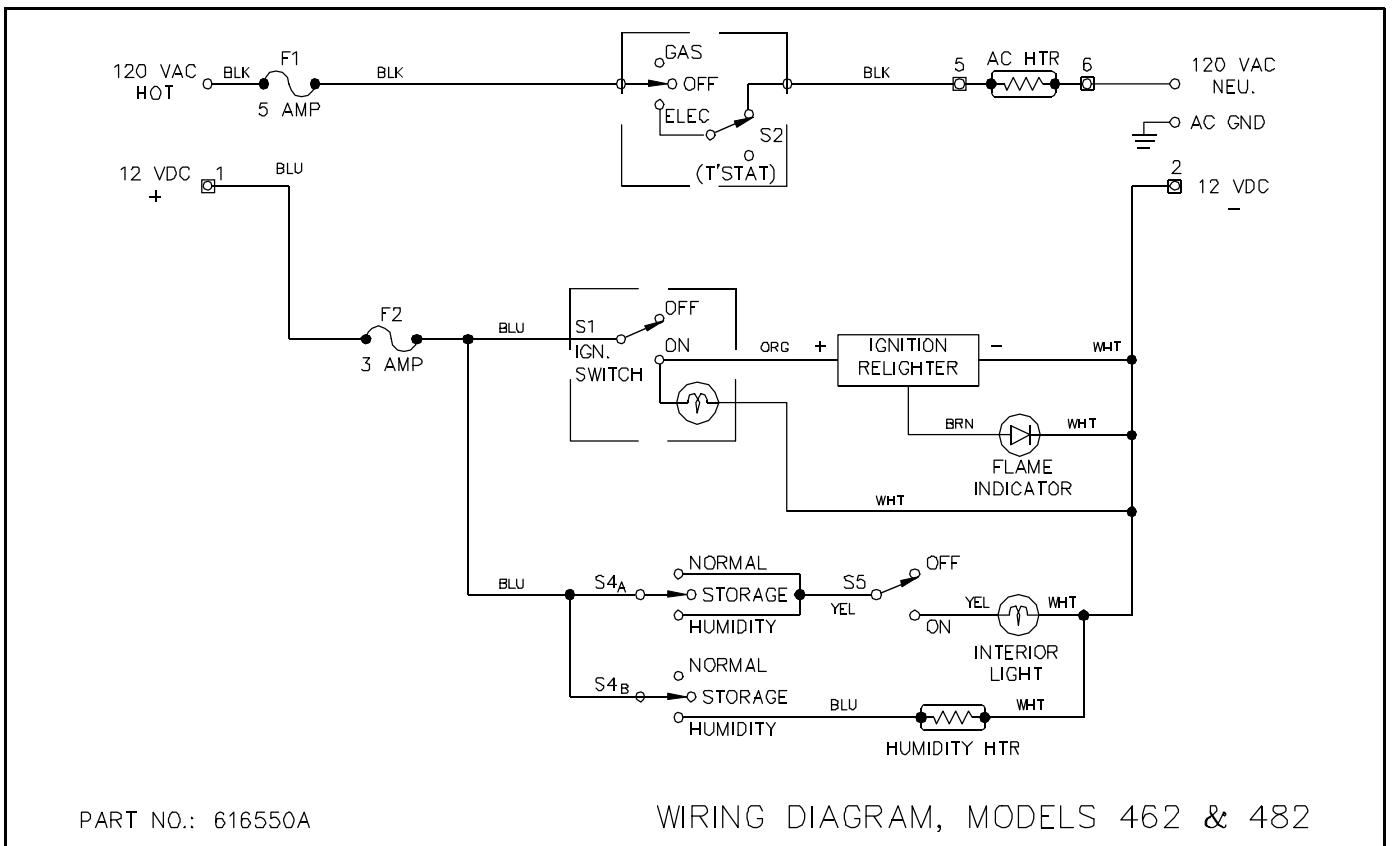 120 VAC
HOT
BLK
F1
5 AMP
BLK
GAS
OFF
ELEC
S2
(T'STAT)
BLK
5
AC HTR
6
120 VAC
NEU.
AC GND
12 VDC
+
1
BLU
2
12 VDC
-
F2
3 AMP
BLU
S1
IGN.
SWITCH
OFF
ON
ORG
+
IGNITION
RELIGHTER
-
WHT
BRN
WHT
FLAME
INDICATOR
WHT
BLU
S4A
NORMAL
STORAGE
HUMIDITY
YEL
S5
OFF
ON
YEL
WHT
INTERIOR
LIGHT
S4B
NORMAL
STORAGE
HUMIDITY
BLU
WHT
HUMIDITY HTR
PART NO.: 616550A
WIRING DIAGRAM, MODELS 462 & 482